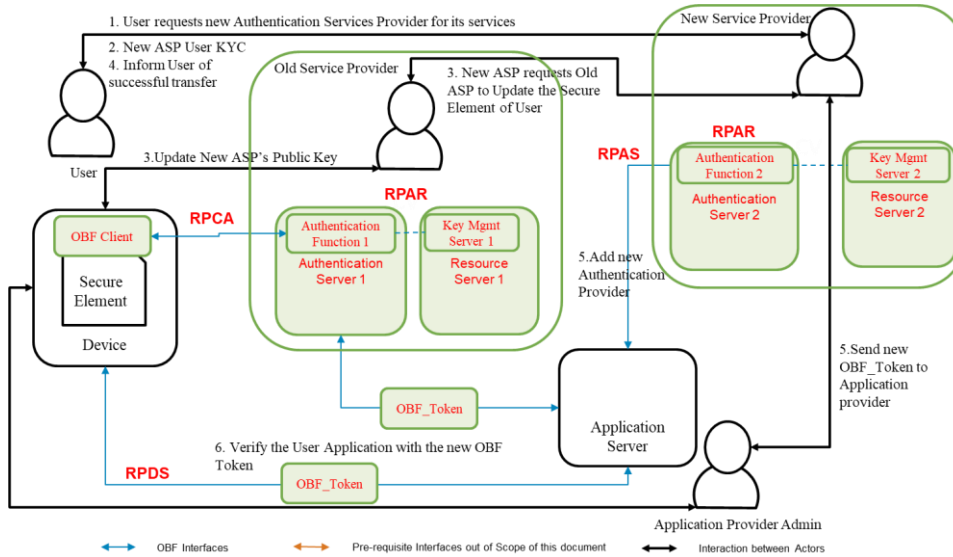 1. User requests new Authentication Services Provider for its services
New Service Provider
2. New ASP User KYC
4. Inform User of
successful transfer
Old Service Provider
3. New ASP requests Old
ASP to Update the Secure
Element of User
User
3.Update New ASP's Public Key
RPCA
RPAR
RPAS
RPAR
Authentication
Function 2
Key Mgmt
Server 2
Authentication
Server 2
Resource
Server 2
OBF Client
Secure
Element
Device
Authentication
Function 1
Key Mgmt
Server 1
Authentication
Server 1
Resource
Server 1
5.Add new
Authentication
Provider
5.Send new
OBF_Token to
Application
provider
OBF_Token
Application
Server
6. Verify the User Application with the new OBF
Token
RPDS
OBF_Token
Application Provider Admin
OBF Interfaces
Pre-requisite Interfaces out of Scope of this document
Interaction between Actors